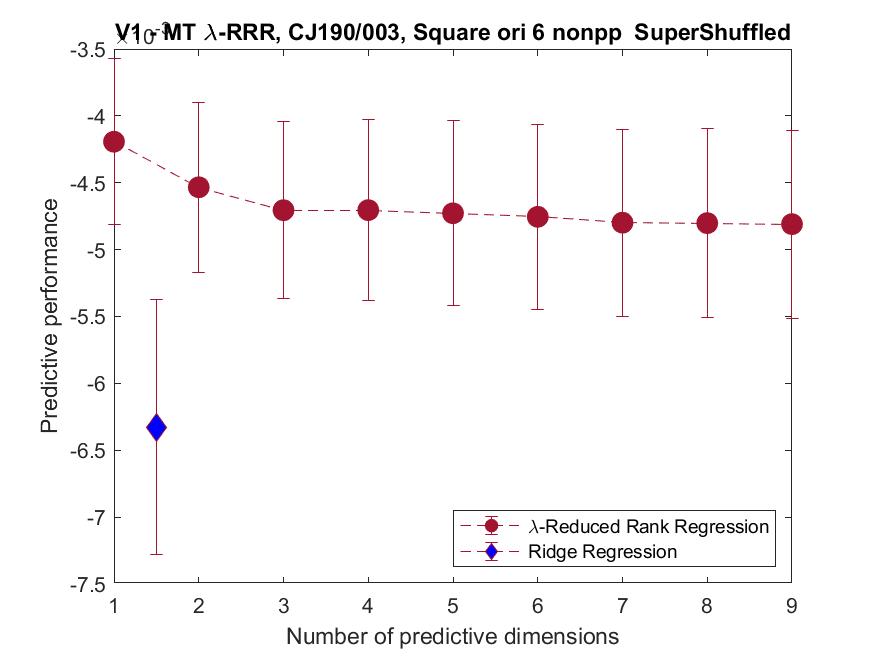 V1 - MT λ-RRR, CJ190/003, Square ori 6 nonpp SuperShuffled
×10⁻³
-3.5
-4
-4.5
-5
-5.5
-6
-6.5
-7
-7.5
Predictive performance
λ-Reduced Rank Regression
Ridge Regression
1 2 3 4 5 6 7 8 9
Number of predictive dimensions